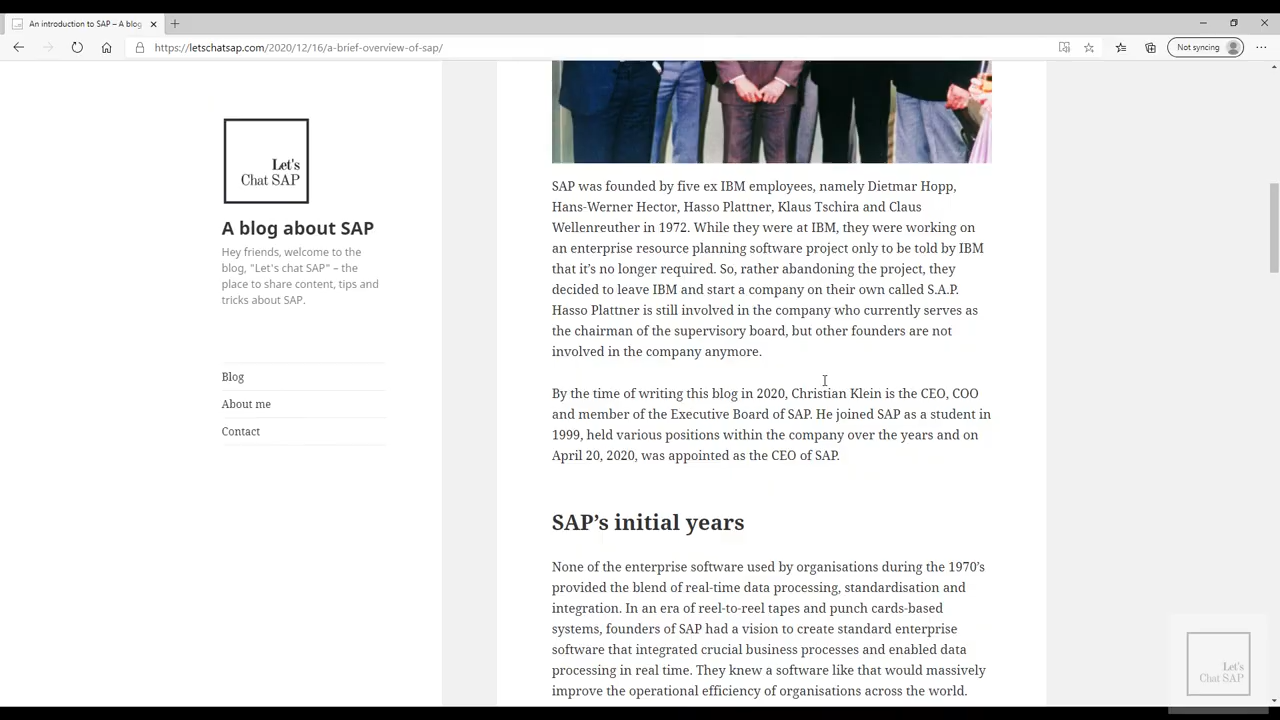 An introduction to SAP – A blog
https://letschatsap.com/2020/12/16/a-brief-overview-of-sap/
Not syncing
Let's
Chat SAP
A blog about SAP
Hey friends, welcome to the
blog, "Let's chat SAP" – the
place to share content, tips and
tricks about SAP.
Blog
About me
Contact
SAP was founded by five ex IBM employees, namely Dietmar Hopp,
Hans-Werner Hector, Hasso Plattner, Klaus Tschira and Claus
Wellenreuther in 1972. While they were at IBM, they were working on
an enterprise resource planning software project only to be told by IBM
that it’s no longer required. So, rather abandoning the project, they
decided to leave IBM and start a company on their own called S.A.P.
Hasso Plattner is still involved in the company who currently serves as
the chairman of the supervisory board, but other founders are not
involved in the company anymore.
By the time of writing this blog in 2020, Christian Klein is the CEO, COO
and member of the Executive Board of SAP. He joined SAP as a student in
1999, held various positions within the company over the years and on
April 20, 2020, was appointed as the CEO of SAP.
SAP’s initial years
None of the enterprise software used by organisations during the 1970’s
provided the blend of real-time data processing, standardisation and
integration. In an era of reel-to-reel tapes and punch cards-based
systems, founders of SAP had a vision to create standard enterprise
software that integrated crucial business processes and enabled data
processing in real time. They knew a software like that would massively
improve the operational efficiency of organisations across the world.
Let's
Chat SAP